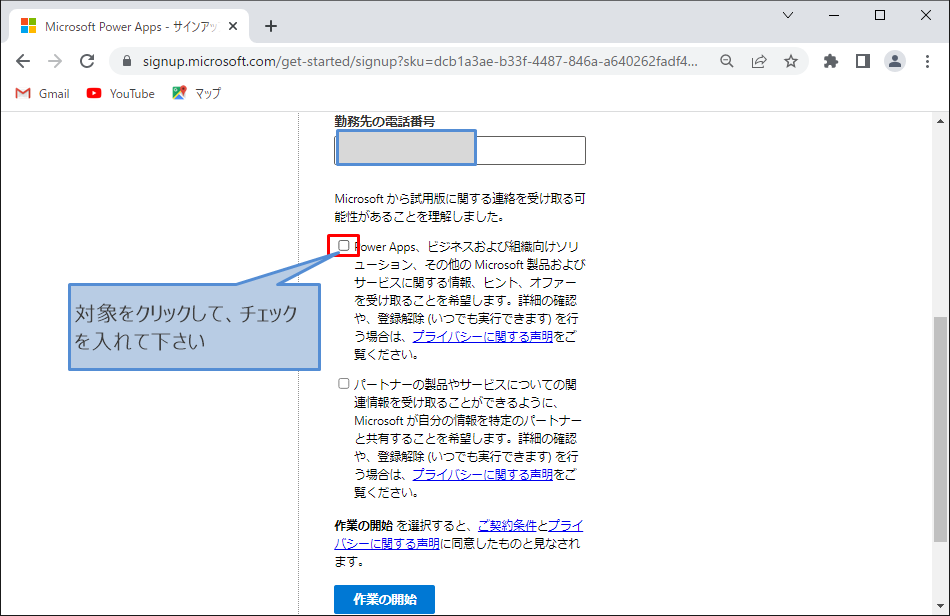 Microsoft Power Apps - サインアッ
signup.microsoft.com/get-started/signup?sku=dcb1a3ae-b33f-4487-846a-a640262fadf4...
Gmail
YouTube
マップ
勤務先の電話番号
Microsoft から試用版に関する連絡を受け取る可
能性があることを理解しました。
Power Apps、ビジネスおよび組織向けソリ
ューション、その他の Microsoft 製品および
サービスに関する情報、ヒント、オファー
を受け取ることを希望します。詳細の確認
や、登録解除 (いつでも実行できます) を行
う場合は、プライバシーに関する声明をご
覧ください。
対象をクリックして、チェック
を入れて下さい
パートナーの製品やサービスについての関
連情報を受け取ることができるように、
Microsoft が自分の情報を特定のパートナー
と共有することを希望します。詳細の確認
や、登録解除 (いつでも実行できます) を行
う場合は、プライバシーに関する声明をご
覧ください。
作業の開始 を選択すると、ご契約条件とプライ
バシーに関する声明に同意したものと見なされ
ます。
作業の開始